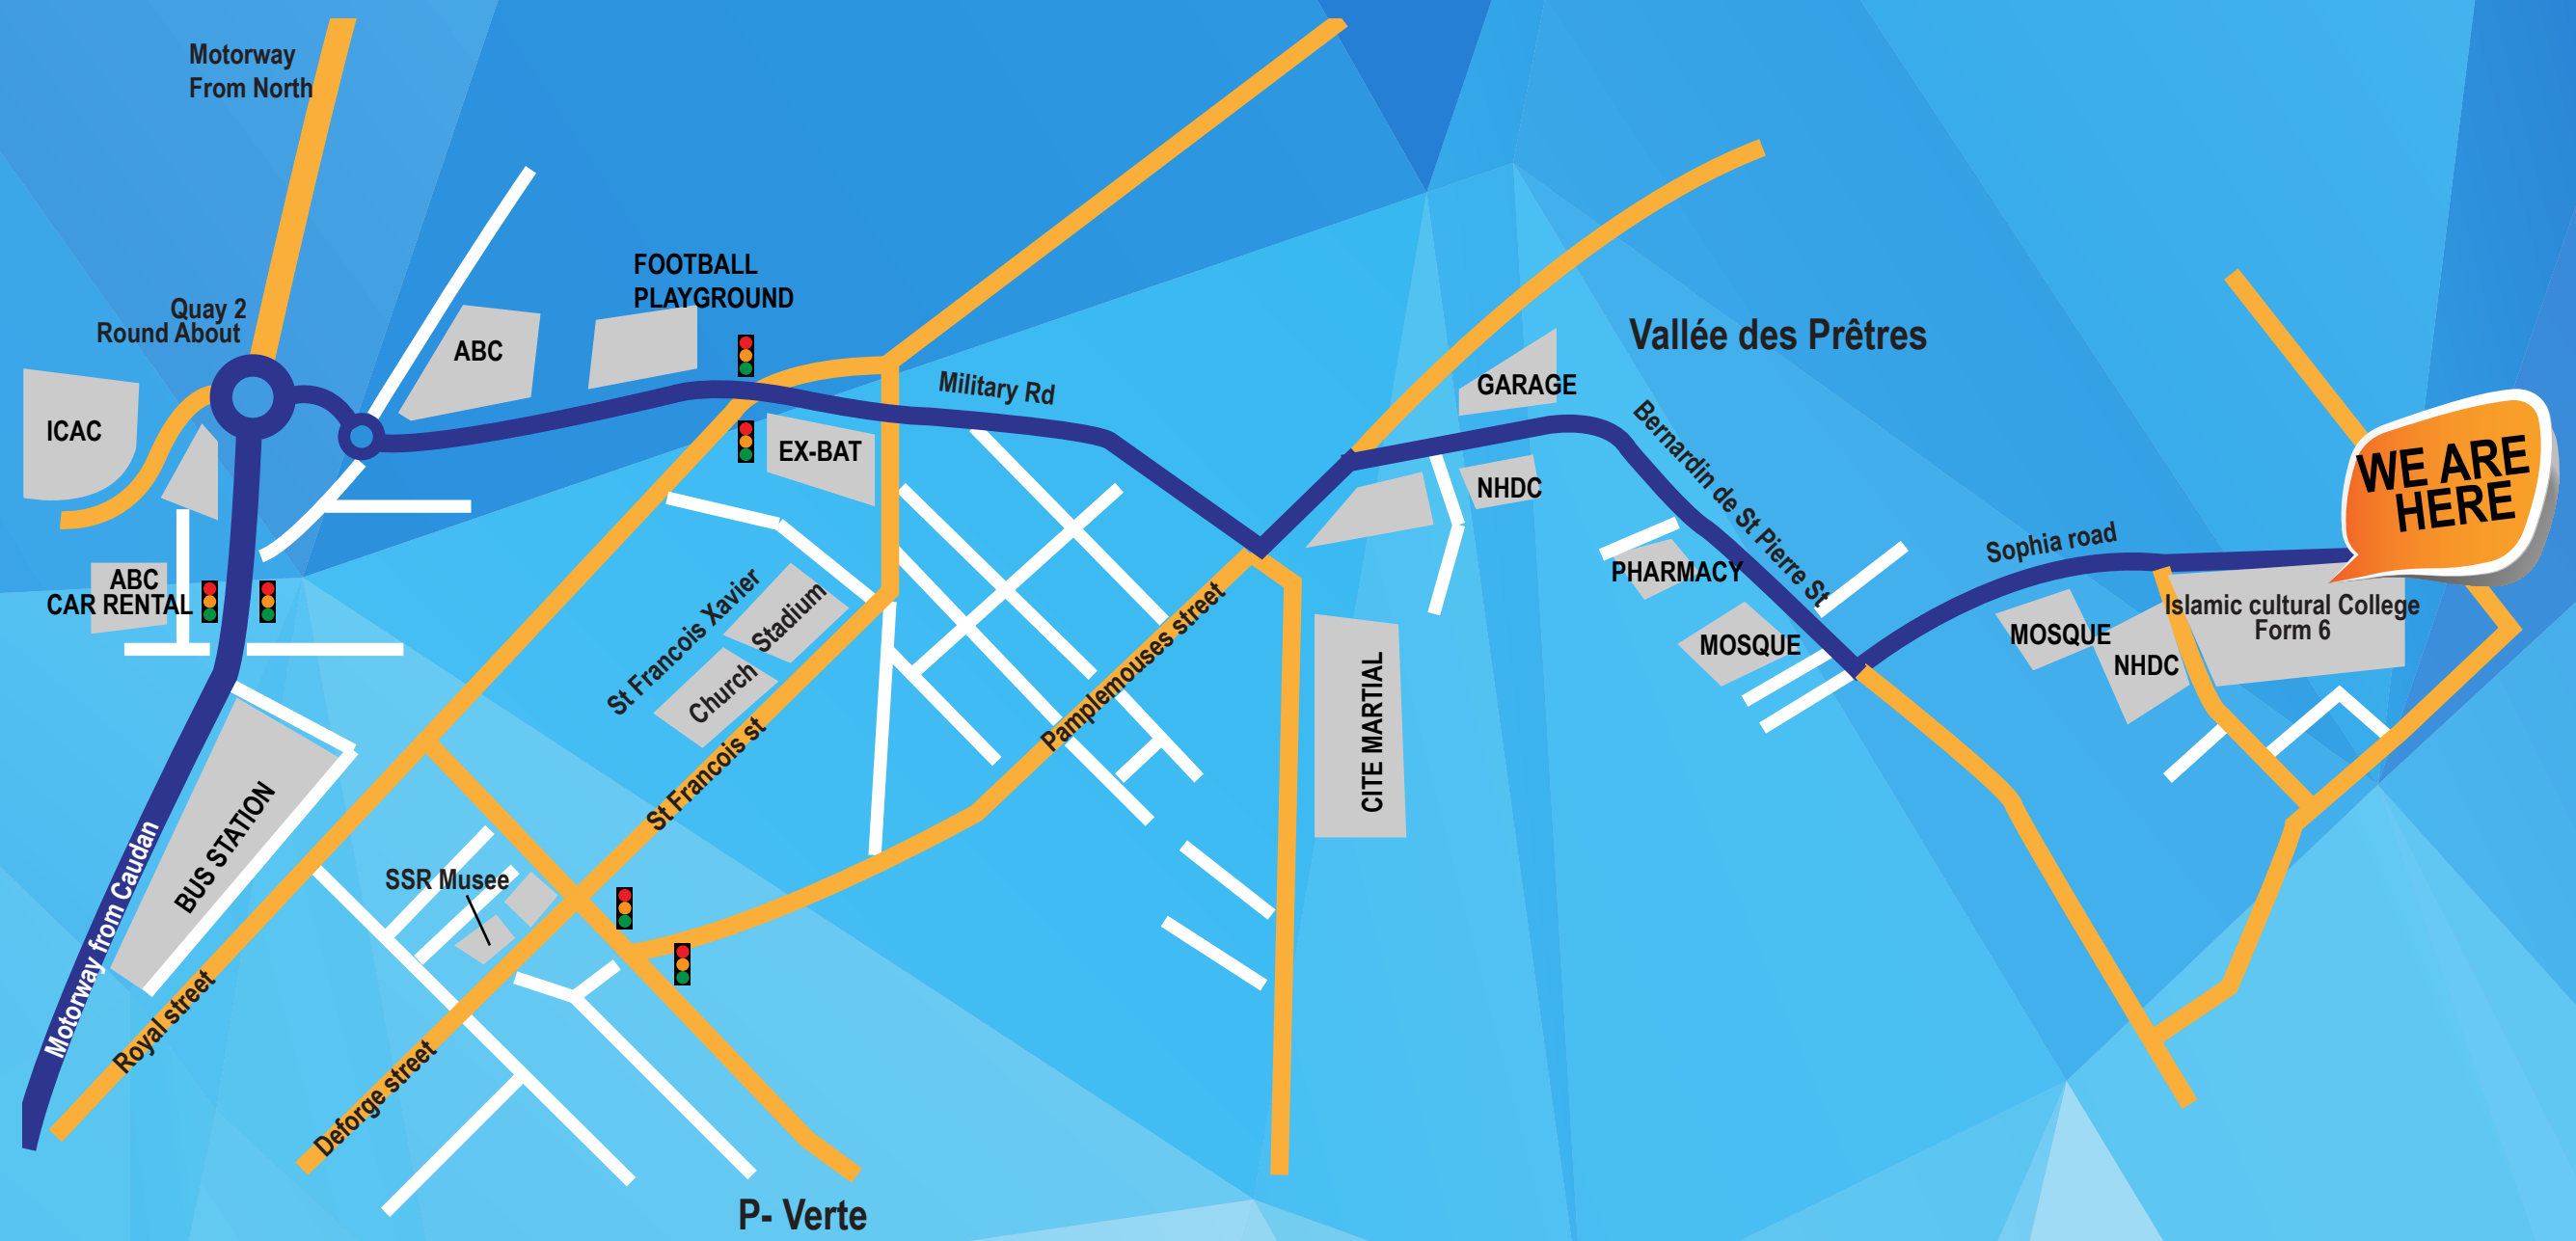 Motorway
From North
Quay 2
Round About
ICAC
ABC
FOOTBALL
PLAYGROUND
EX-BAT
Military Rd
GARAGE
Vallée des Prêtres
NHDC
Bernardin de St Pierre St
PHARMACY
MOSQUE
Sophia road
WE ARE
HERE
Islamic cultural College
Form 6
MOSQUE
NHDC
ABC
CAR RENTAL
St Francois Xavier
Stadium
Church
St Francois st
Pamplemouses street
CITE MARTIAL
BUS STATION
Motorway from Caudan
Royal street
SSR Musee
Deforge street
P- Verte